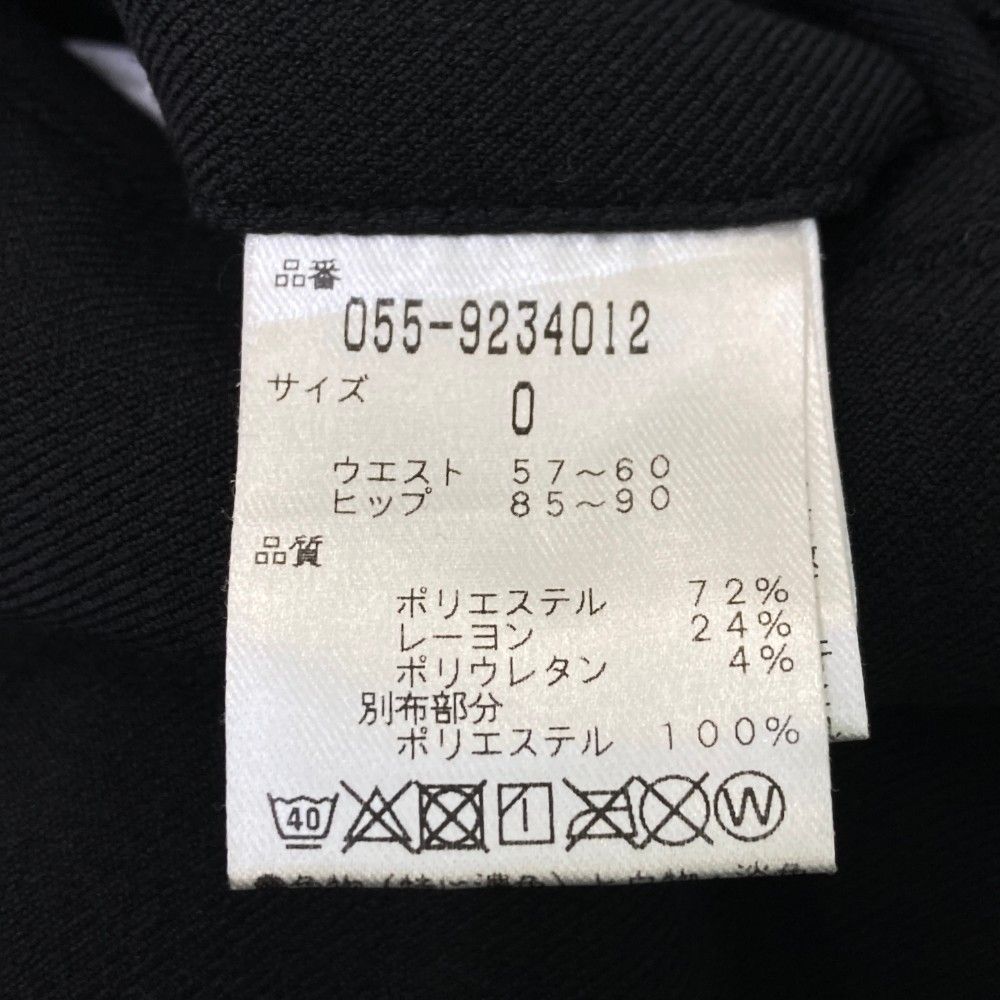 品番
055-9234012
サイズ 0
ウエスト 57～60
ヒップ 85～90
品質
ポリエステル 72%
レーヨン 24%
ポリウレタン 4%
別布部分
ポリエステル 100%
40 W